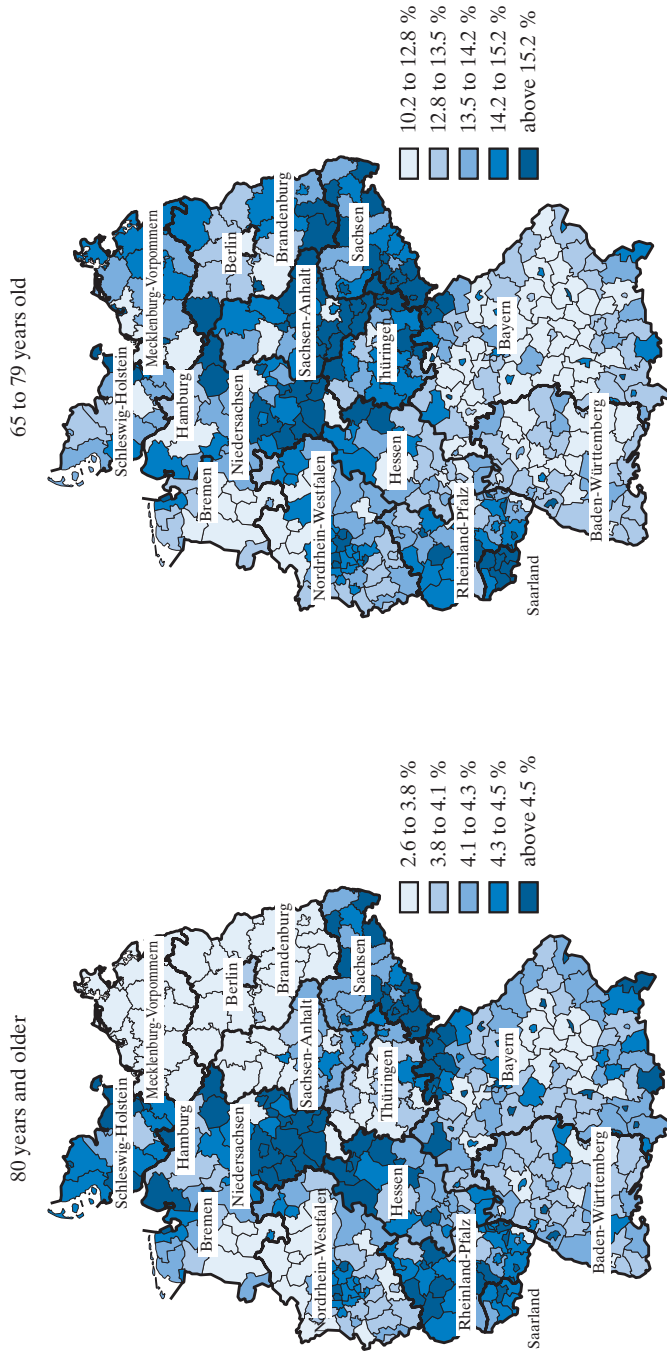 80 years and older
Schleswig-Holstein
Mecklenburg-Vorpommern
Hamburg
Bremen
Niedersachsen
Berlin
Brandenburg
Sachsen-Anhalt
Nordrhein-Westfalen
Sachsen
Thüringen
Hessen
Rheinland-Pfalz
Bayern
Saarland
Baden-Württemberg
2.6 to 3.8 %
3.8 to 4.1 %
4.1 to 4.3 %
4.3 to 4.5 %
above 4.5 %
65 to 79 years old
Schleswig-Holstein
Mecklenburg-Vorpommern
Hamburg
Bremen
Niedersachsen
Berlin
Brandenburg
Sachsen-Anhalt
Nordrhein-Westfalen
Sachsen
Thüringer
Hessen
Rheinland-Pfalz
Bayern
Saarland
Baden-Württemberg
10.2 to 12.8 %
12.8 to 13.5 %
13.5 to 14.2 %
14.2 to 15.2 %
above 15.2 %